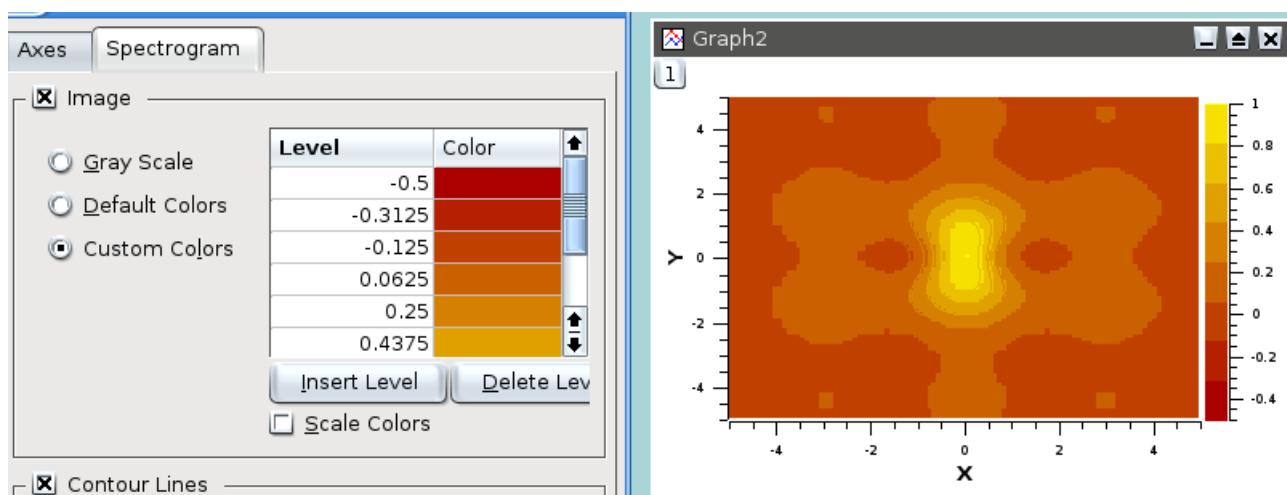 Axes Spectrogram
Image
Gray Scale
Default Colors
Custom Colors
Level Color
-0.5
-0.3125
-0.125
0.0625
0.25
0.4375
Insert Level Delete Lev
Scale Colors
Contour Lines
Graph2
1
Y
4
2
0
-2
-4
-4 -2 0 2 4
X
1
0.8
0.6
0.4
0.2
0
-0.2
-0.4